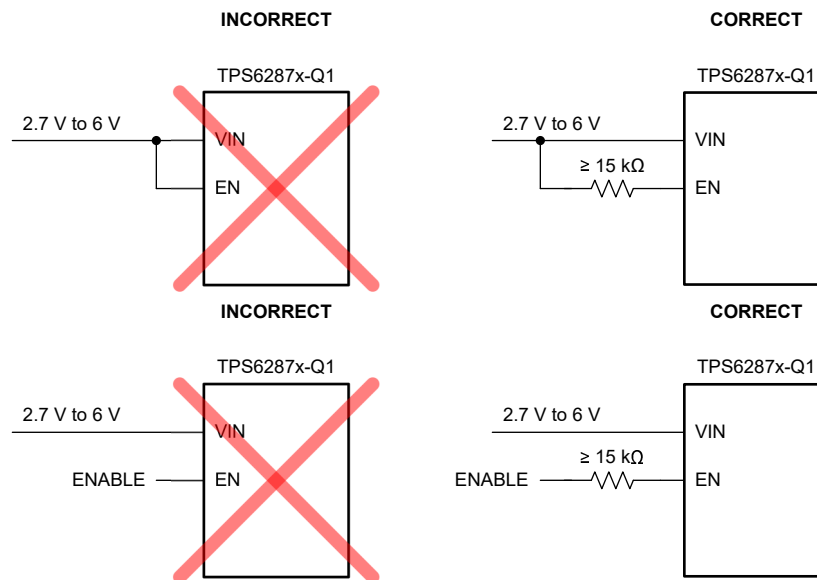 INCORRECT
TPS6287x-Q1
2.7 V to 6 V
VIN
EN
CORRECT
TPS6287x-Q1
2.7 V to 6 V
VIN
≥ 15 kΩ
EN
INCORRECT
TPS6287x-Q1
2.7 V to 6 V
VIN
ENABLE
EN
CORRECT
TPS6287x-Q1
2.7 V to 6 V
VIN
≥ 15 kΩ
ENABLE
EN